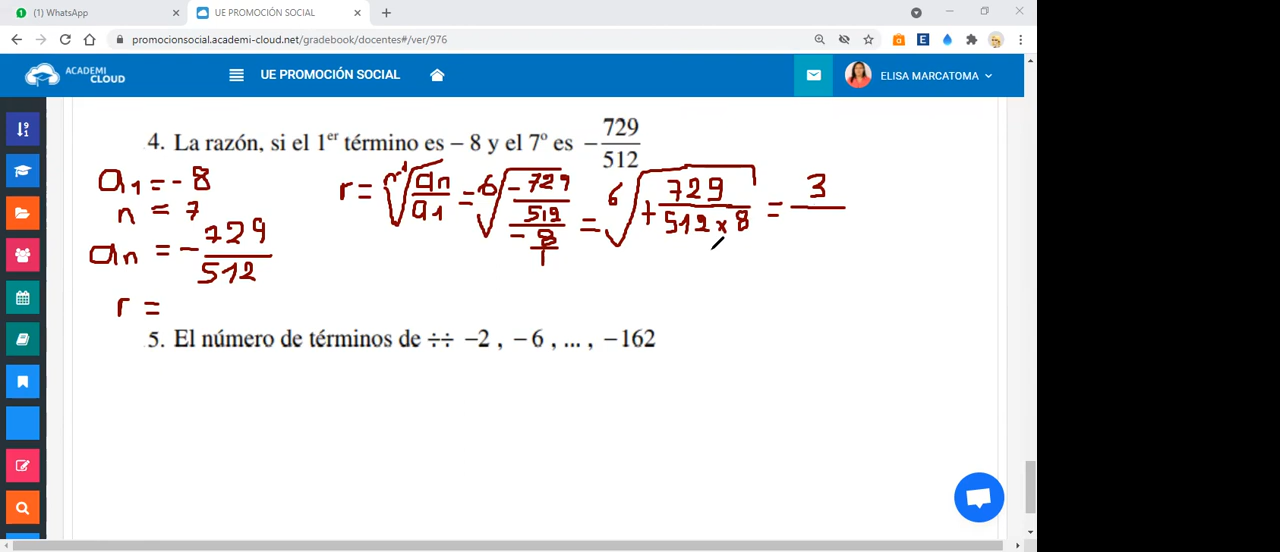 (1) WhatsApp
UE PROMOCIÓN SOCIAL
promocionsocial.academi-cloud.net/gradebook/docentes#/ver/976
ACADEMI CLOUD
UE PROMOCIÓN SOCIAL
ELISA MARCATOMA
4. La razón, si el 1er término es – 8 y el 7º es - 729/512
a1 = - 8
n = 7
an = - 729/512
r =
r = n-1√(an/a1) = 6√((-729/512)/(-8/1)) = 6√(+729/(512 x 8)) = 3/
5. El número de términos de ÷÷ –2 , – 6 , ... , –162